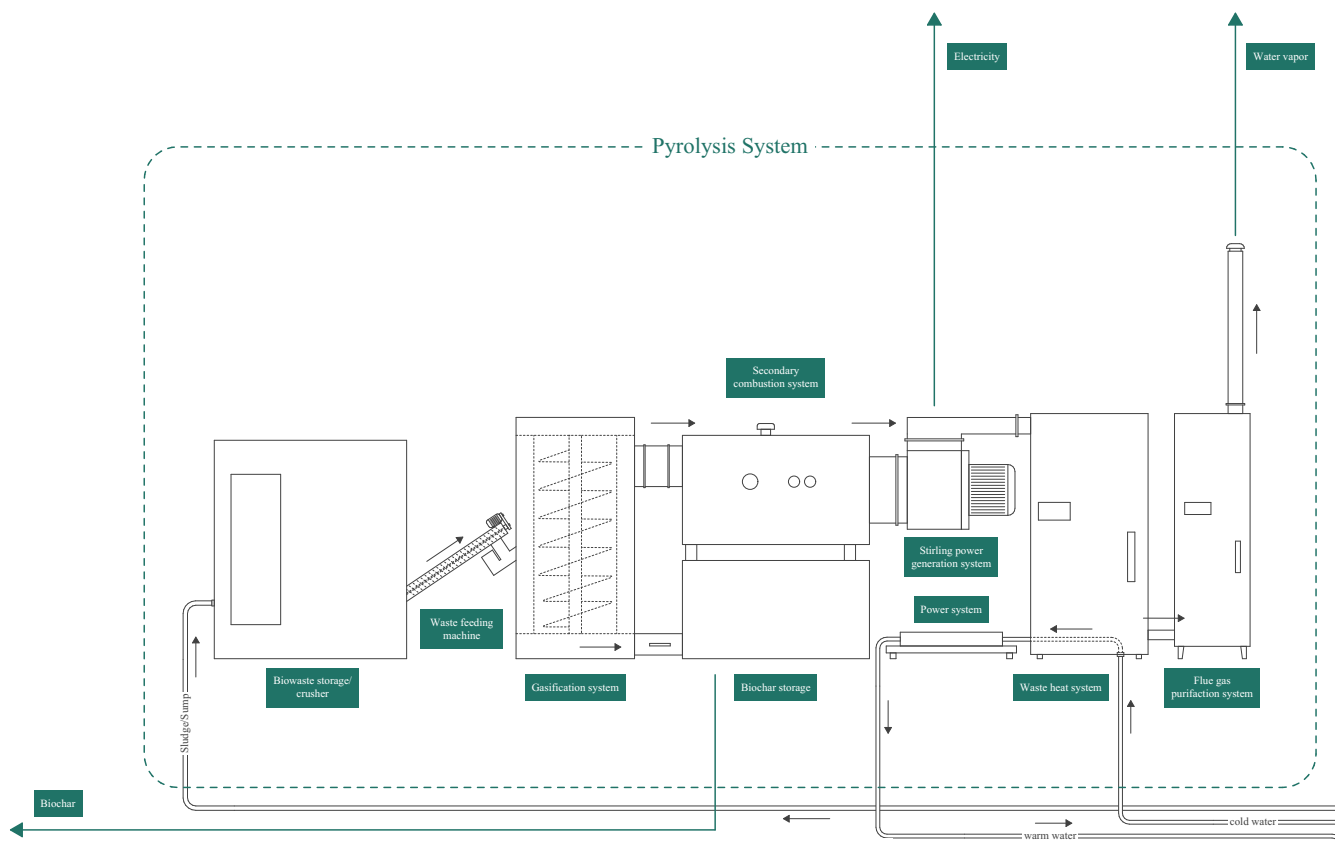 Electricity
Water vapor
Pyrolysis System
Secondary
combustion system
Stirling power
generation system
Power system
Waste feeding
machine
Biowaste storage/
crusher
Gasification system
Biochar storage
Waste heat system
Flue gas
purifaction system
Sludge/Sump
Biochar
cold water
warm water